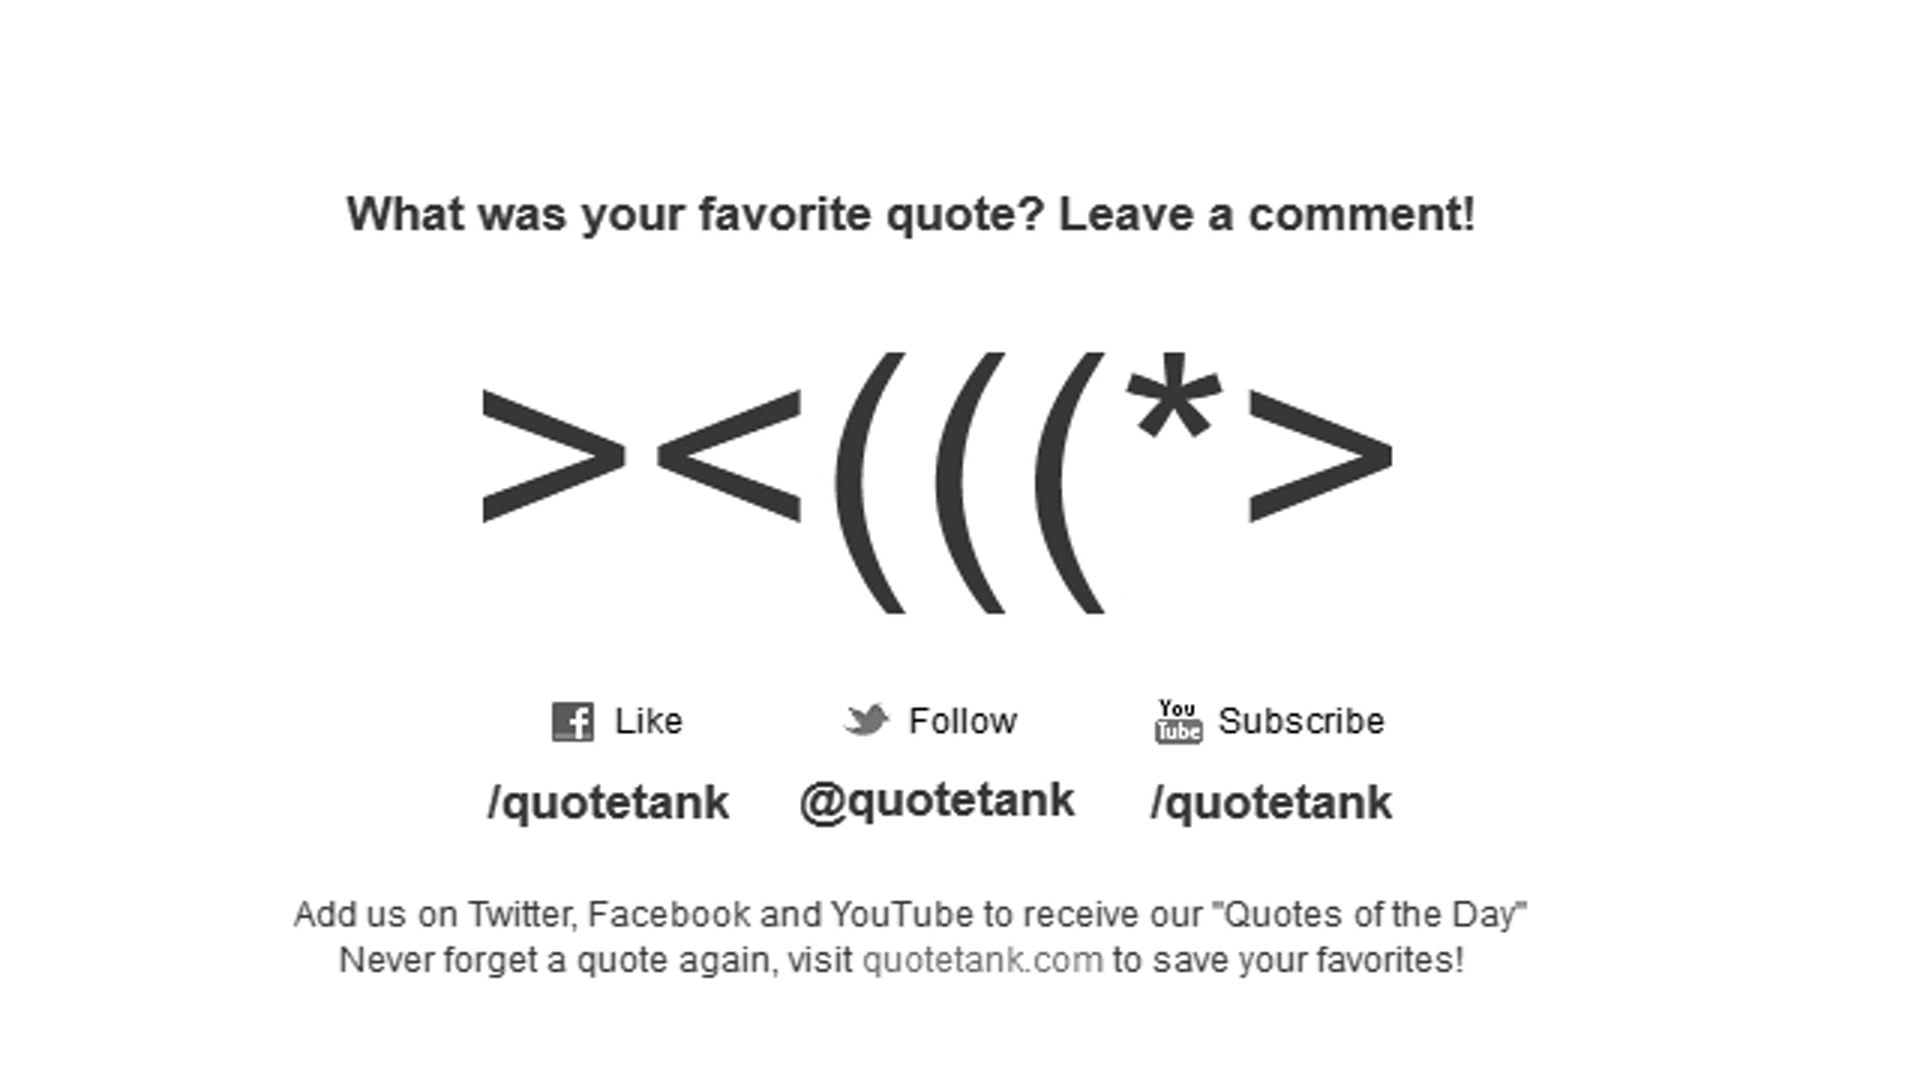 What was your favorite quote? Leave a comment!
><(((*>
f Like
Follow
You Tube Subscribe
/quotetank
@quotetank
/quotetank
Add us on Twitter, Facebook and YouTube to receive our "Quotes of the Day"
Never forget a quote again, visit quotetank.com to save your favorites!